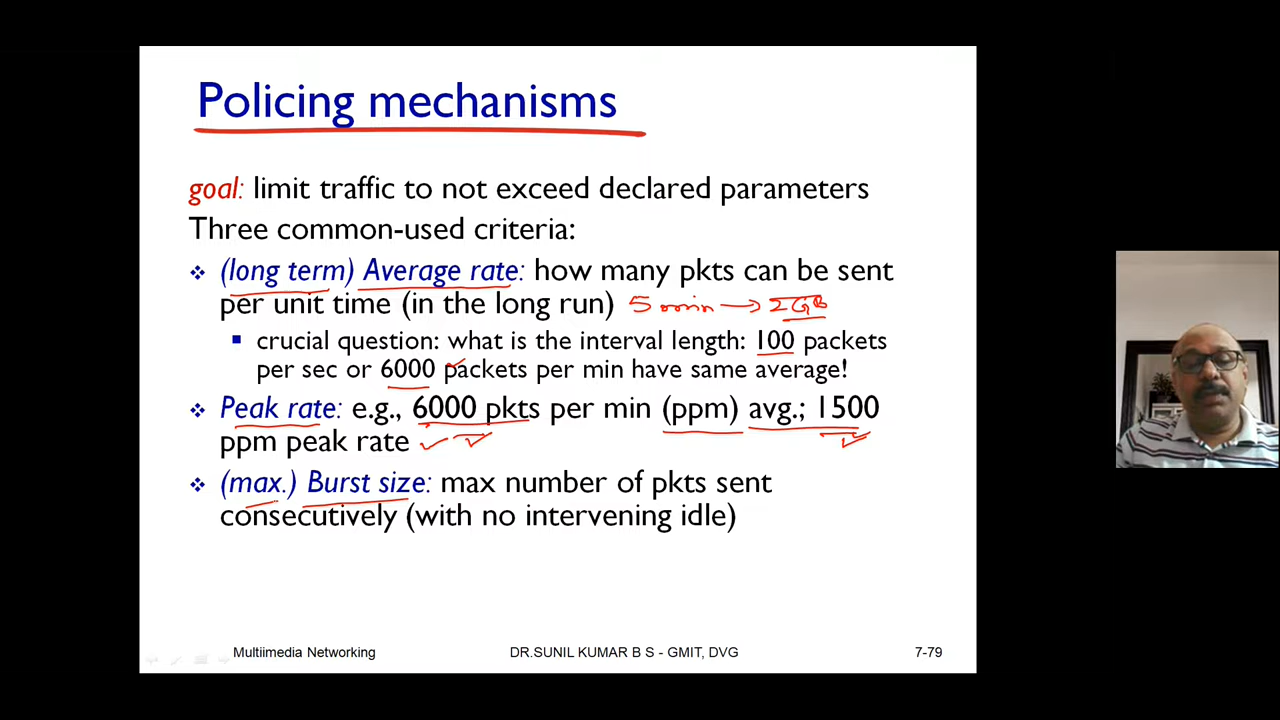 Policing mechanisms
goal: limit traffic to not exceed declared parameters
Three common-used criteria:
❖ (long term) Average rate: how many pkts can be sent
per unit time (in the long run) 5 min → 2GB
▪ crucial question: what is the interval length: 100 packets
per sec or 6000 packets per min have same average!
❖ Peak rate: e.g., 6000 pkts per min (ppm) avg.; 1500
ppm peak rate
❖ (max.) Burst size: max number of pkts sent
consecutively (with no intervening idle)
Multiimedia Networking DR.SUNIL KUMAR B S - GMIT, DVG 7-79